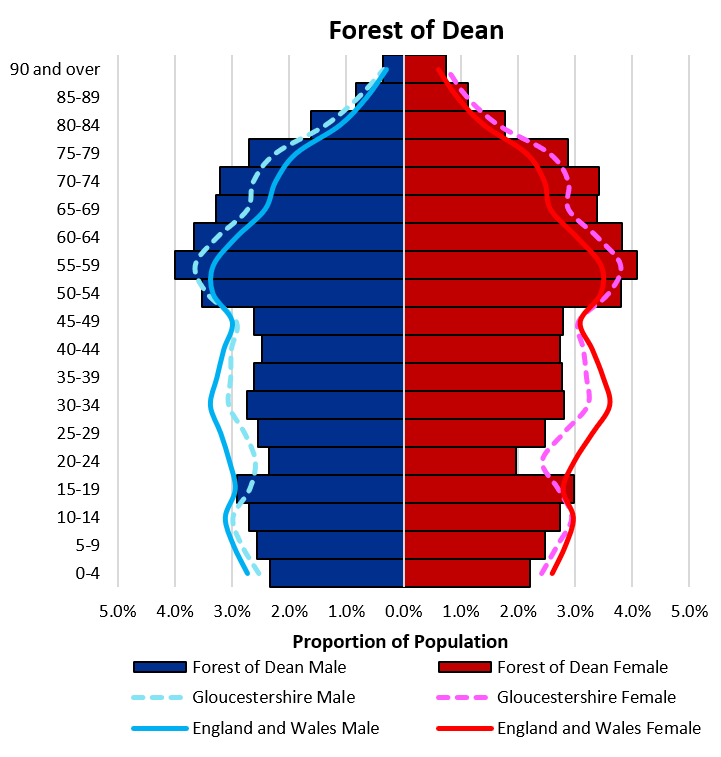 Forest of Dean
90 and over
85-89
80-84
75-79
70-74
65-69
60-64
55-59
50-54
45-49
40-44
35-39
30-34
25-29
20-24
15-19
10-14
5-9
0-4
5.0% 4.0% 3.0% 2.0% 1.0% 0.0% 1.0% 2.0% 3.0% 4.0% 5.0%
Proportion of Population
Forest of Dean Male Forest of Dean Female
Gloucestershire Male Gloucestershire Female
England and Wales Male England and Wales Female